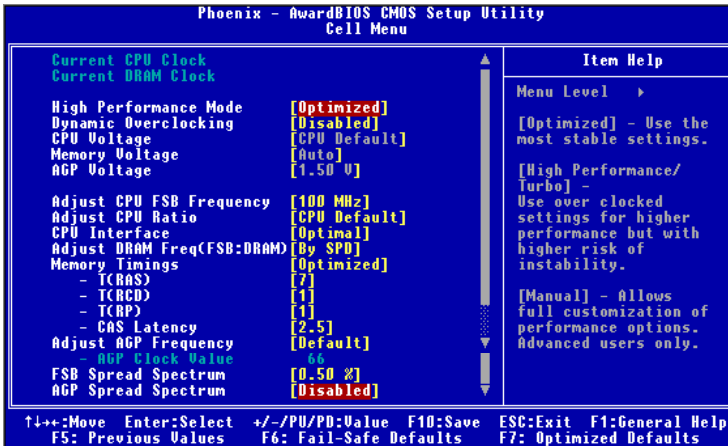 Phoenix - AwardBIOS CMOS Setup Utility
Cell Menu
Current CPU Clock
Current DRAM Clock
High Performance Mode [Optimized]
Dynamic Overclocking [Disabled]
CPU Voltage [CPU Default]
Memory Voltage [Auto]
AGP Voltage [1.50 V]
Adjust CPU FSB Frequency [100 MHz]
Adjust CPU Ratio [CPU Default]
CPU Interface [Optimal]
Adjust DRAM Freq(FSB:DRAM)[By SPD]
Memory Timings [Optimized]
- T(RAS) [7]
- T(RCD) [1]
- T(RP) [1]
- CAS Latency [2.5]
Adjust AGP Frequency [Default]
- AGP Clock Value 66
FSB Spread Spectrum [0.50 %]
AGP Spread Spectrum [Disabled]
Item Help
Menu Level ▸
[Optimized] - Use the
most stable settings.
[High Performance/
Turbo] -
Use over clocked
settings for higher
performance but with
higher risk of
instability.
[Manual] - Allows
full customization of
performance options.
Advanced users only.
↑↓→←:Move Enter:Select +/-/PU/PD:Value F10:Save ESC:Exit F1:General Help
F5: Previous Values F6: Fail-Safe Defaults F7: Optimized Defaults